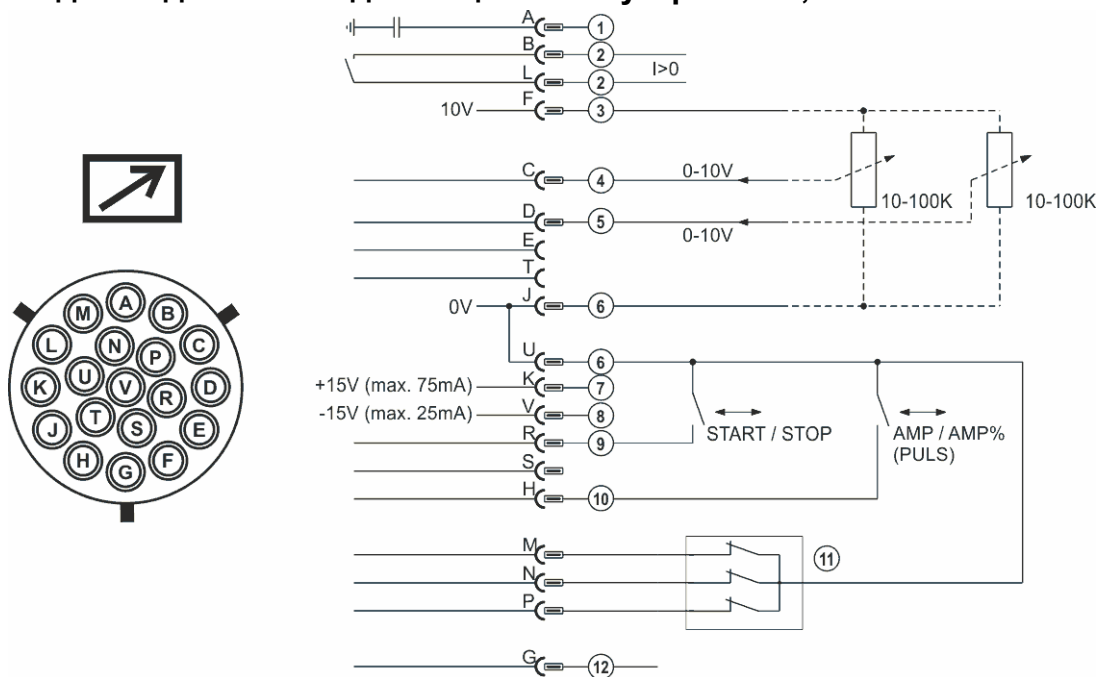 A 1
B 2
L 2 I>0
10V F 3
C 4 0-10V 10-100K 10-100K
D 5 0-10V
E
T
0V J 6
U 6
+15V (max. 75mA) K 7
-15V (max. 25mA) V 8
R 9 START / STOP AMP / AMP%
(PULS)
S
H 10
M 11
N
P
G 12
A
M B
L N P C
K U V R D
J T S E
H G F